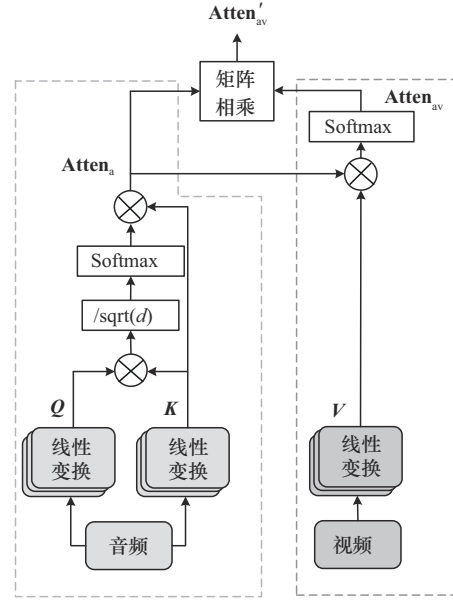 Atten′av
矩阵
相乘
Attenav
Softmax
Attena
Softmax
/sqrt(d)
Q
K
V
线性
变换
线性
变换
线性
变换
音频
视频